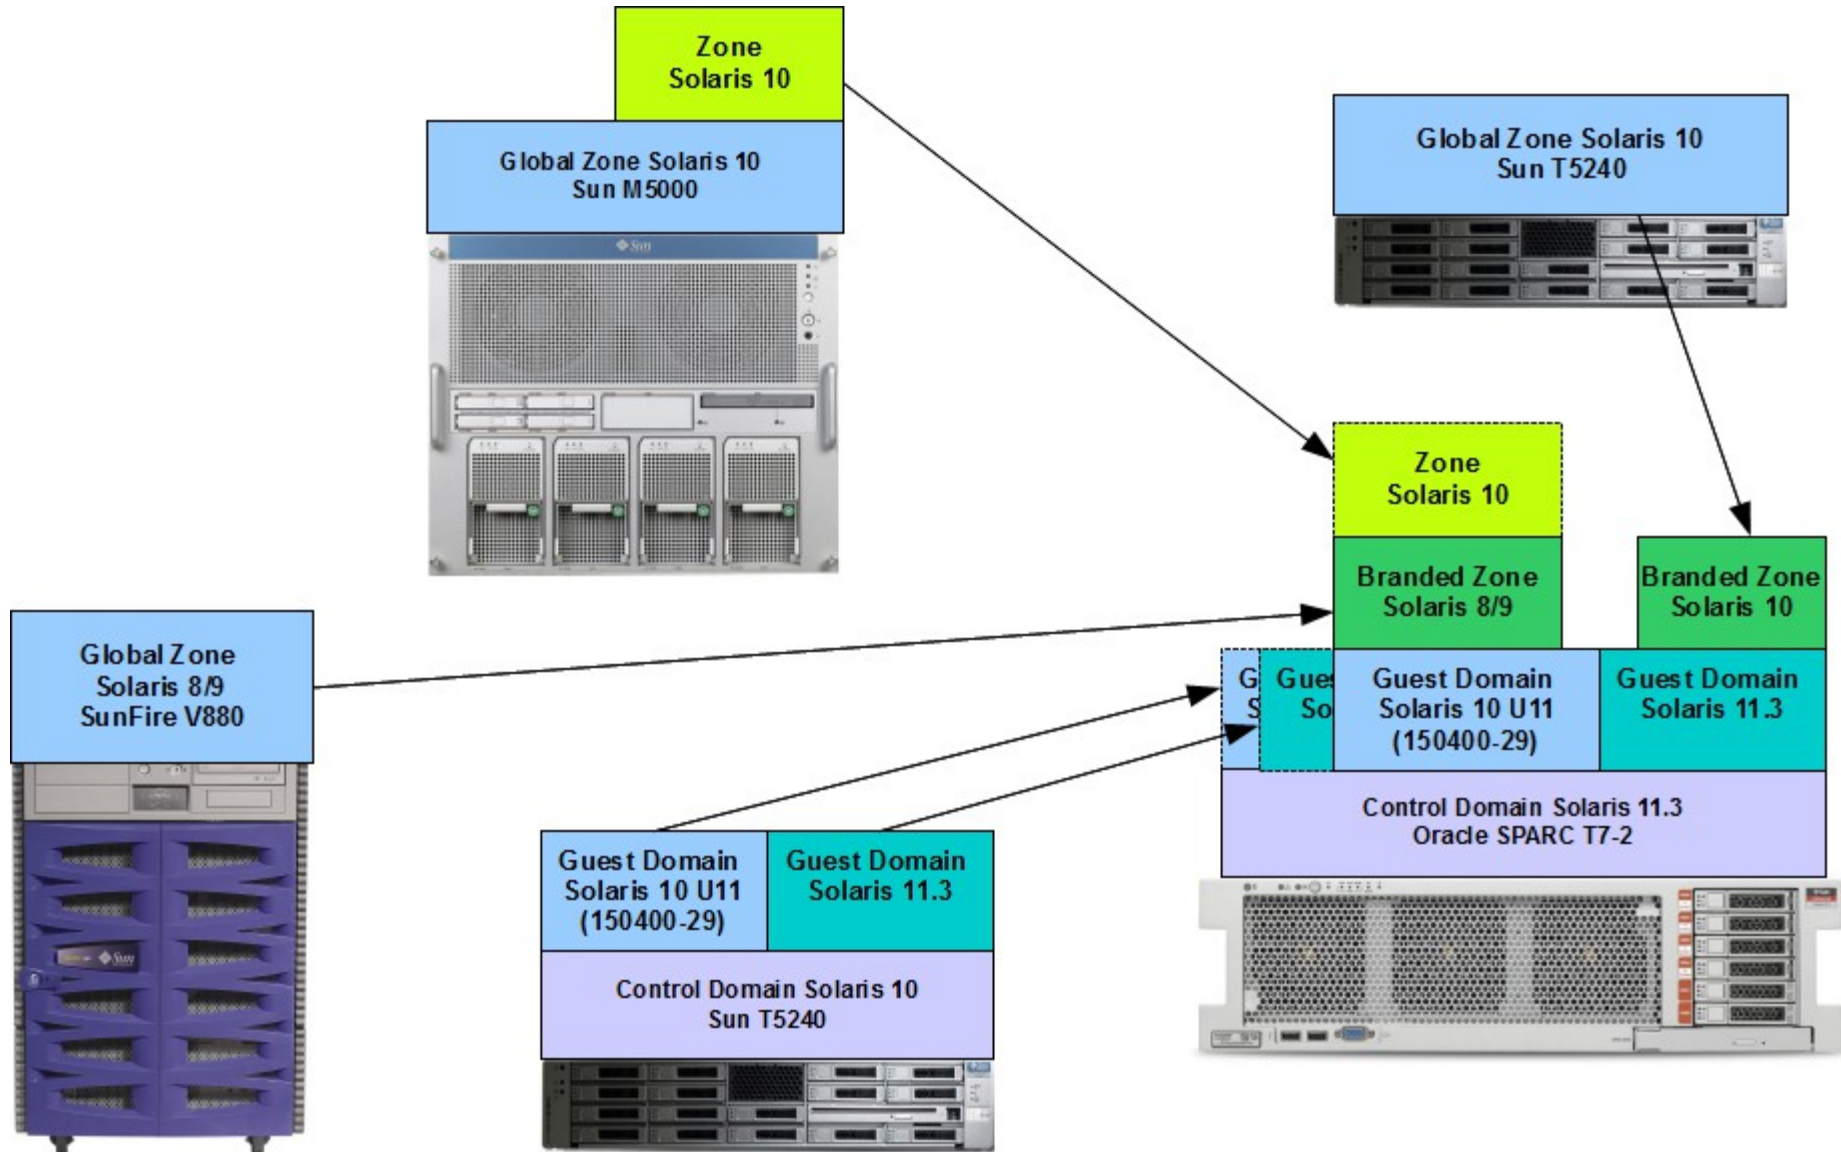 Zone
Solaris 10
Global Zone Solaris 10
Sun M5000
Sun
Global Zone Solaris 10
Sun T5240
Zone
Solaris 10
Branded Zone
Solaris 8/9
Branded Zone
Solaris 10
Global Zone
Solaris 8/9
SunFire V880
Sun
G
S
Gues
So
Guest Domain
Solaris 10 U11
(150400-29)
Guest Domain
Solaris 11.3
Control Domain Solaris 11.3
Oracle SPARC T7-2
Guest Domain
Solaris 10 U11
(150400-29)
Guest Domain
Solaris 11.3
Control Domain Solaris 10
Sun T5240